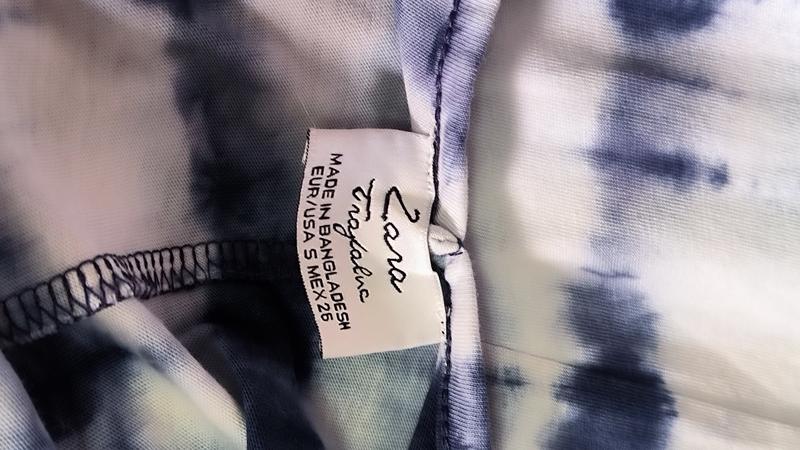 Zara
Trafaluc
MADE IN BANGLADESH
EUR/USA S MEX 26